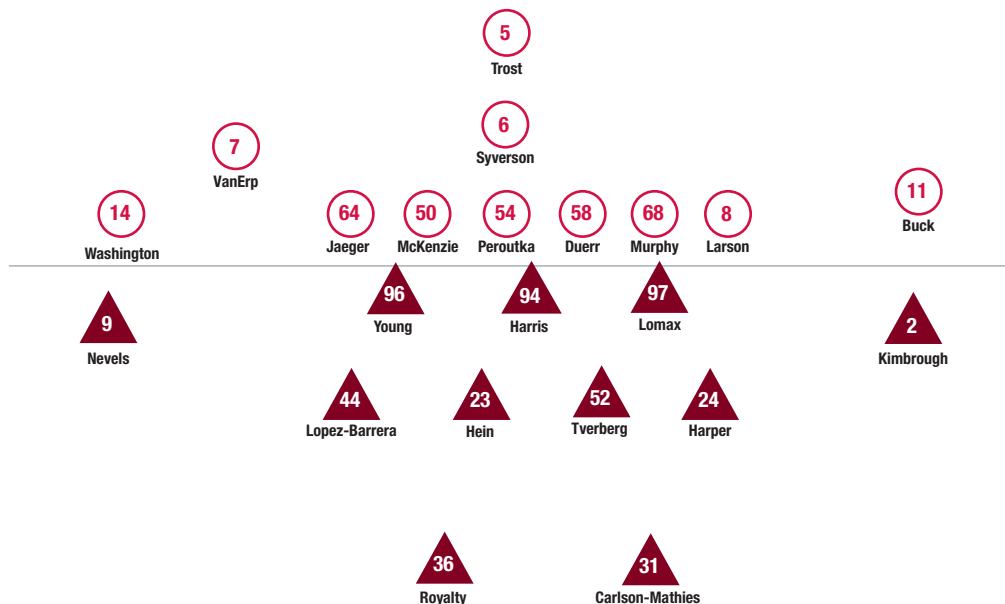 5
Trost
6
Syverson
7
VanErp
11
Buck
14
Washington
64
Jaeger
50
McKenzie
54
Peroutka
58
Duerr
68
Murphy
8
Larson
96
Young
94
Harris
97
Lomax
9
Nevels
2
Kimbrough
44
Lopez-Barrera
23
Hein
52
Tverberg
24
Harper
36
Royalty
31
Carlson-Mathies